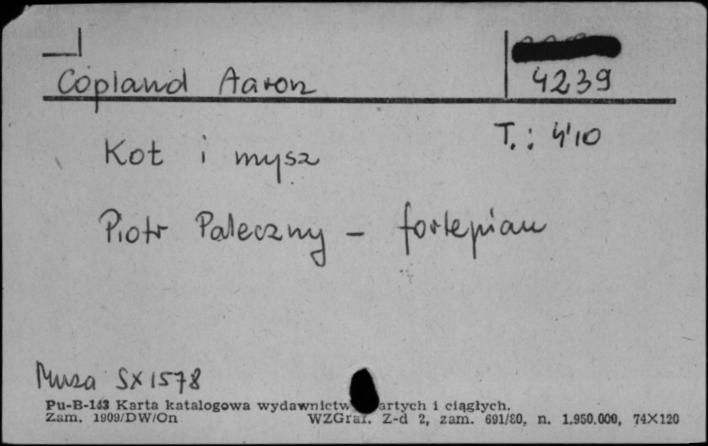 Copland Aaron
4239
T.: 4'10
Kot i mysz
Piotr Paleczny – fortepian
Muza SX 1578
Pu-B-143 Karta katalogowa artych i ciągłych.
Zam. 1909/DW/On WZGraf. Z-d 2, zam. 691/80, n. 1.950.000, 74X120